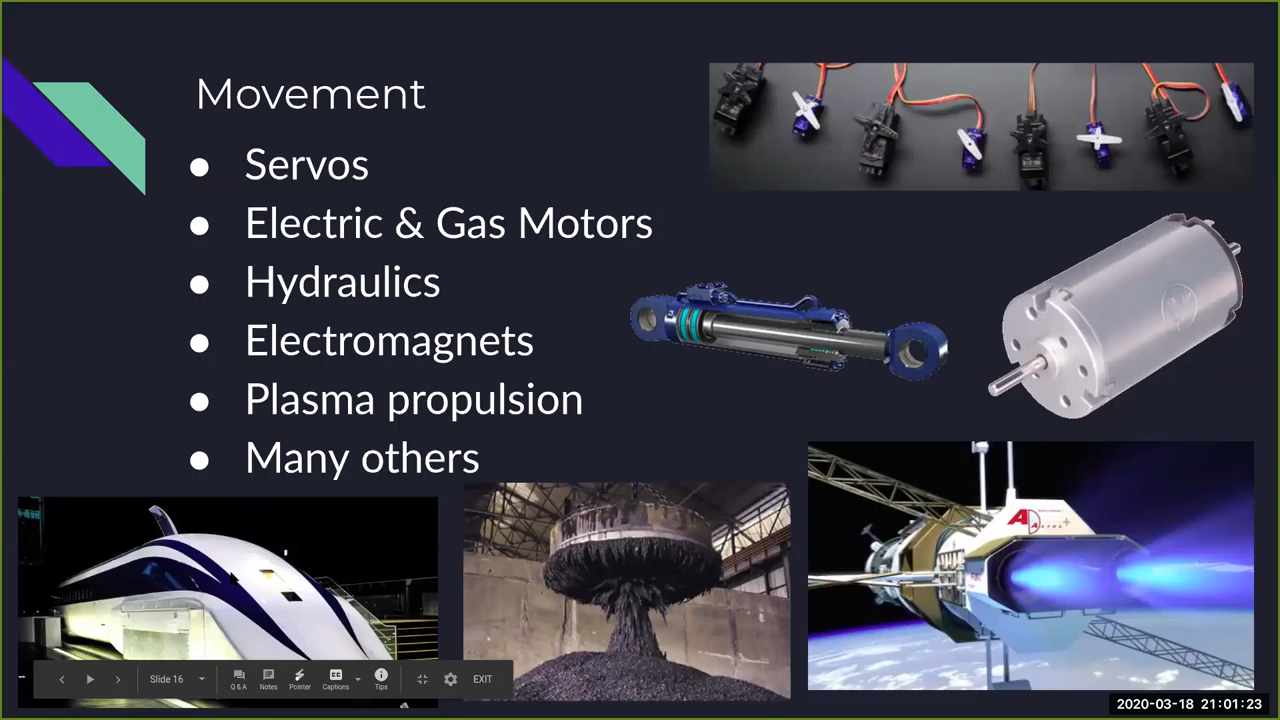 Movement
● Servos
● Electric & Gas Motors
● Hydraulics
● Electromagnets
● Plasma propulsion
● Many others
Slide 16
Q & A
Notes
Pointer
Captions
Tips
EXIT
2020-03-18 21:01:23